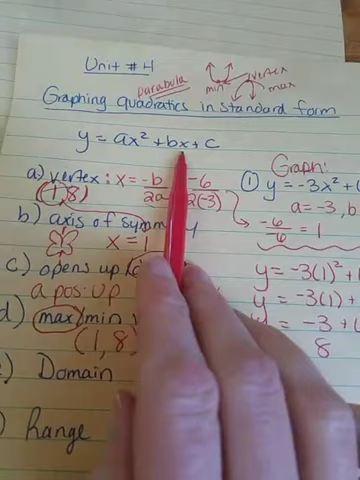 Unit #4
parabula
min vertex max
Graphing quadratics in standard form
y = ax² + bx + c
Graph:
a) vertex: x = -b/2a -6/2(-3)
(1, 8)
① y = -3x² +
a = -3, b
-6/-6 = 1
b) axis of symm y
x = 1
c) opens up
a pos. up
y = -3(1)² +
y = -3(1) +
= -3 +
8
d) max/min
(1, 8)
e) Domain
Range